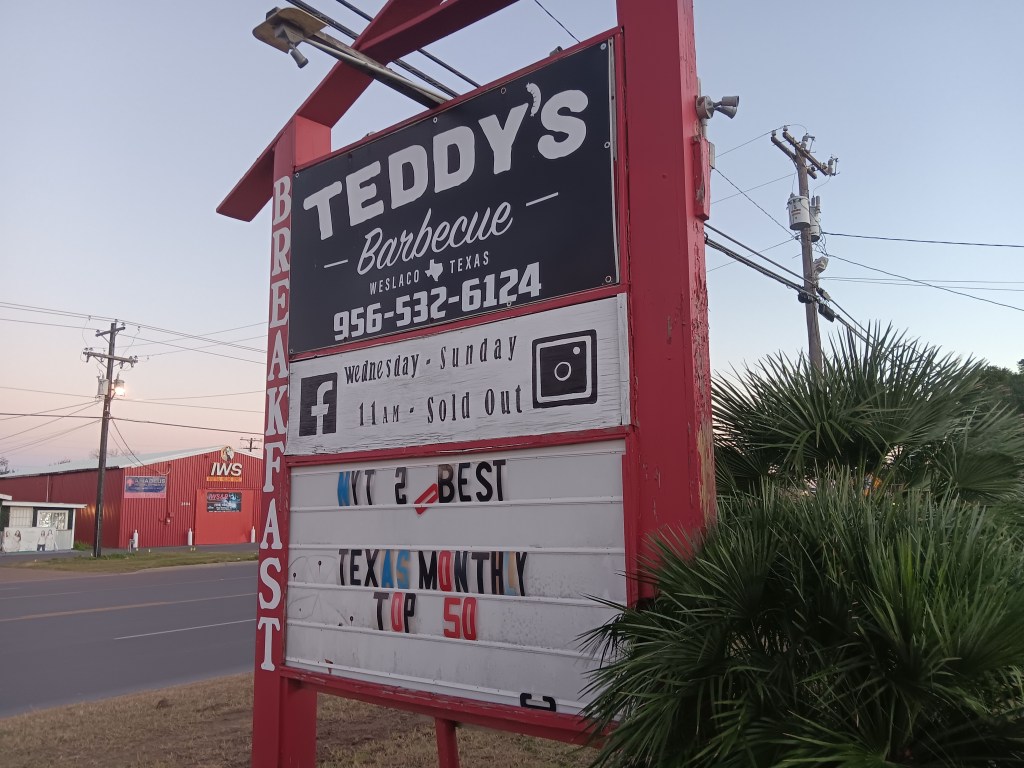 TEDDY'S
Barbecue
WESLACO TEXAS
956-532-6124
BREAKFAST
Wednesday - Sunday
11AM - Sold Out
NYT 2 BEST
TEXAS MONTHY
TOP 50
C
IWS